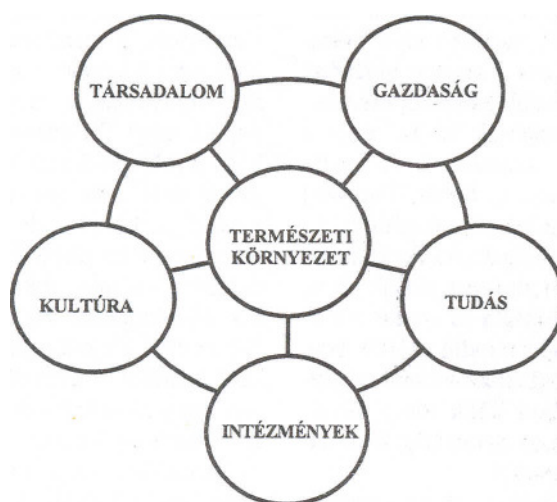 TÁRSADALOM
GAZDASÁG
TERMÉSZETI
KÖRNYEZET
KULTÚRA
TUDÁS
INTÉZMÉNYEK